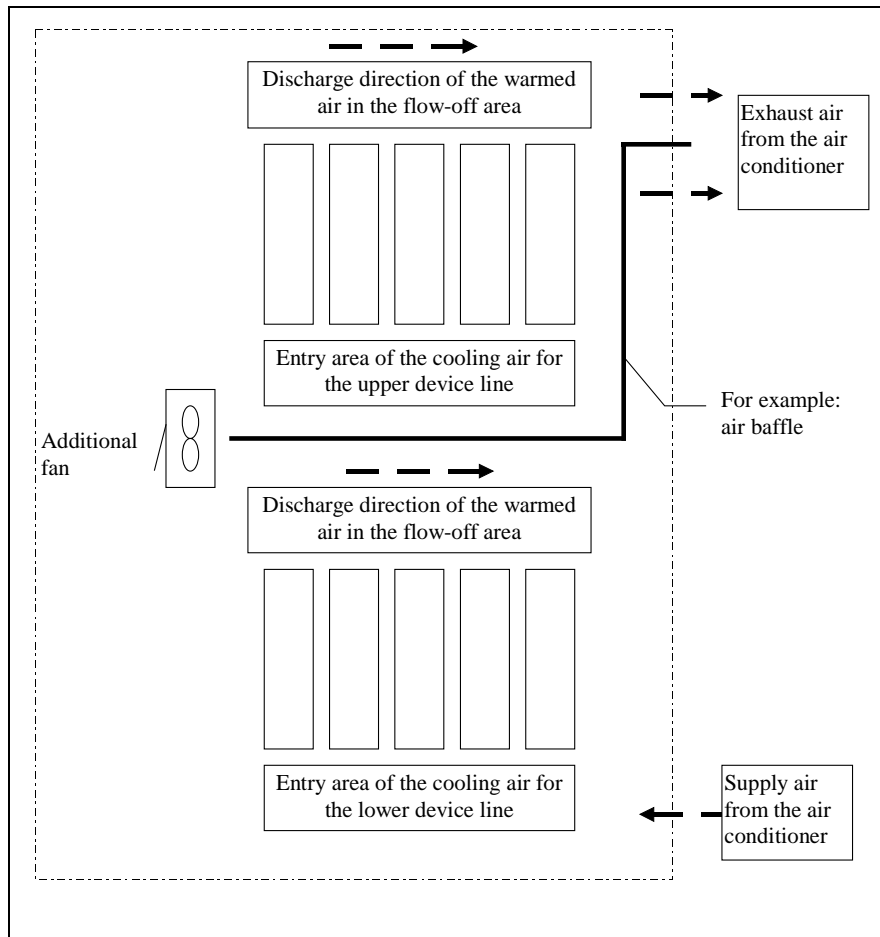 Discharge direction of the warmed
air in the flow-off area
Exhaust air
from the air
conditioner
Entry area of the cooling air for
the upper device line
For example:
air baffle
Additional
fan
Discharge direction of the warmed
air in the flow-off area
Entry area of the cooling air for
the lower device line
Supply air
from the air
conditioner